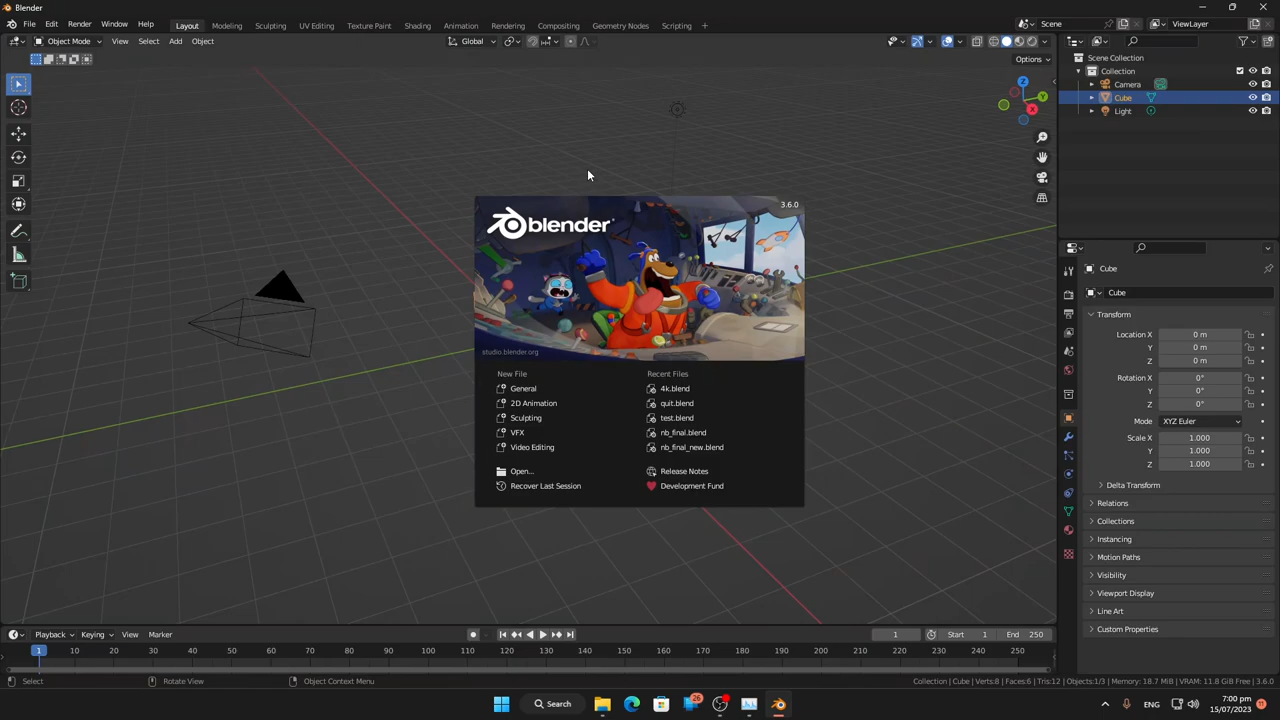 Blender
File Edit Render Window Help Layout Modeling Sculpting UV Editing Texture Paint Shading Animation Rendering Compositing Geometry Nodes Scripting + Scene ViewLayer
Object Mode View Select Add Object Global
Options
Scene Collection
Collection
Camera
Cube
Light
Z
Y
X
blender
3.6.0
studio.blender.org
New File
General
2D Animation
Sculpting
VFX
Video Editing
Open...
Recover Last Session
Recent Files
4k.blend
quit.blend
test.blend
nb_final.blend
nb_final_new.blend
Release Notes
Development Fund
Cube
Cube
Transform
Location X 0 m
Y 0 m
Z 0 m
Rotation X 0°
Y 0°
Z 0°
Mode XYZ Euler
Scale X 1.000
Y 1.000
Z 1.000
Delta Transform
Relations
Collections
Instancing
Motion Paths
Visibility
Viewport Display
Line Art
Custom Properties
Playback Keying View Marker 1 Start 1 End 250
1 10 20 30 40 50 60 70 80 90 100 110 120 130 140 150 160 170 180 190 200 210 220 230 240 250
Select Rotate View Object Context Menu Collection | Cube | Verts:8 | Faces:6 | Tris:12 | Objects:1/3 | Memory: 18.7 MiB | VRAM: 11.8 GiB Free | 3.6.0
Search 26 ENG 7:00 pm
15/07/2023